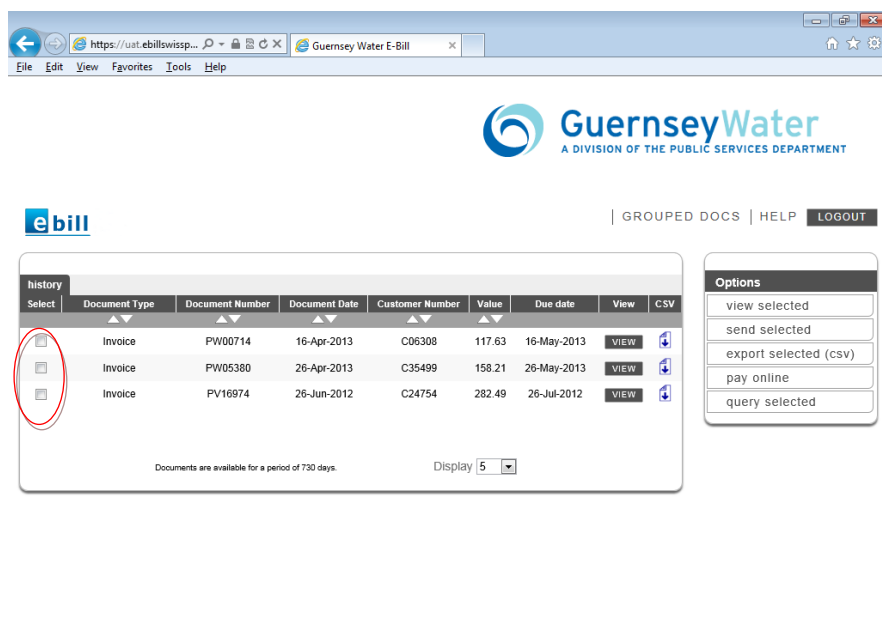 https://uat.ebillswissp... Guernsey Water E-Bill
File Edit View Favorites Tools Help
GuernseyWater
A DIVISION OF THE PUBLIC SERVICES DEPARTMENT
ebill
GROUPED DOCS | HELP LOGOUT
history
Select Document Type Document Number Document Date Customer Number Value Due date View CSV
Invoice PW00714 16-Apr-2013 C06308 117.63 16-May-2013 VIEW
Invoice PW05380 26-Apr-2013 C35499 158.21 26-May-2013 VIEW
Invoice PV16974 26-Jun-2012 C24754 282.49 26-Jul-2012 VIEW
Documents are available for a period of 730 days. Display 5
Options
view selected
send selected
export selected (csv)
pay online
query selected